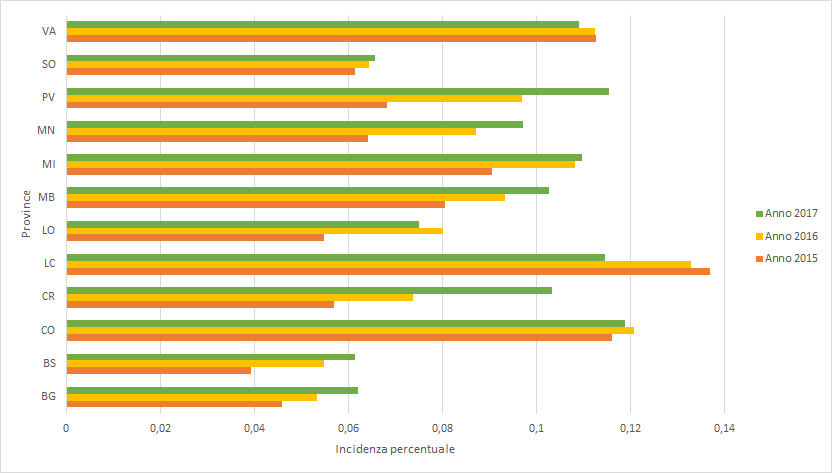 VA
SO
PV
MN
MI
MB
LO
LC
CR
CO
BS
BG
Province
0 0,02 0,04 0,06 0,08 0,1 0,12 0,14
Incidenza percentuale
Anno 2017
Anno 2016
Anno 2015